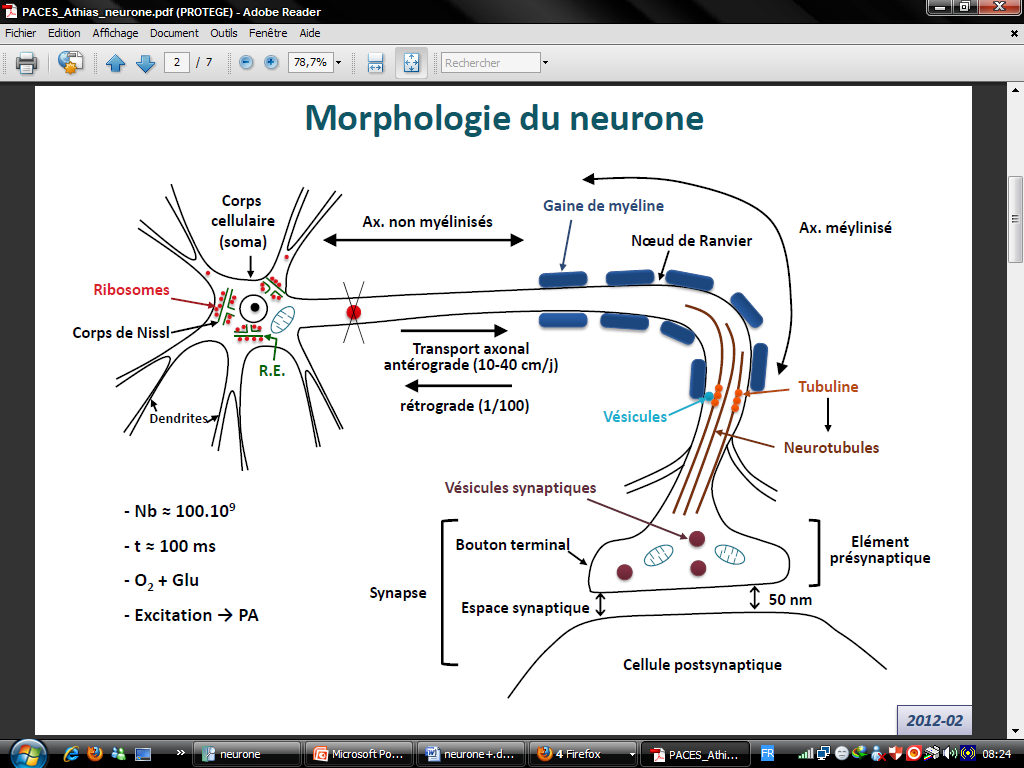 PACES_Athias_neurone.pdf (PROTEGE) - Adobe Reader
Fichier Edition Affichage Document Outils Fenêtre Aide
2 / 7 78,7% Rechercher
Morphologie du neurone
Corps
cellulaire
(soma)
Ax. non myélinisés
Gaine de myéline
Nœud de Ranvier
Ax. méylinisé
Ribosomes
Corps de Nissl
R.E.
Dendrites
Transport axonal
antérograde (10-40 cm/j)
rétrograde (1/100)
Vésicules
Tubuline
Neurotubules
Vésicules synaptiques
- Nb ≈ 100.10⁹
- t ≈ 100 ms
- O₂ + Glu
- Excitation → PA
Synapse
Bouton terminal
Espace synaptique
Elément
présynaptique
50 nm
Cellule postsynaptique
2012-02
neurone Microsoft Po... neurone+.d... 4 Firefox PACES_Athi... FR 08:24